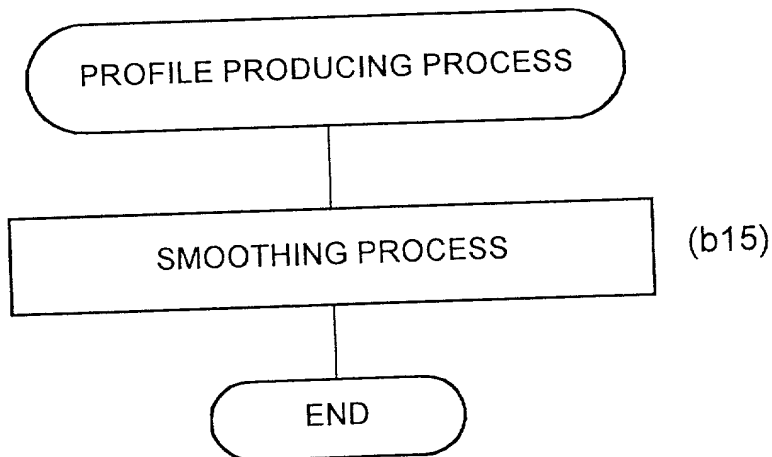 PROFILE PRODUCING PROCESS
SMOOTHING PROCESS
(b15)
END